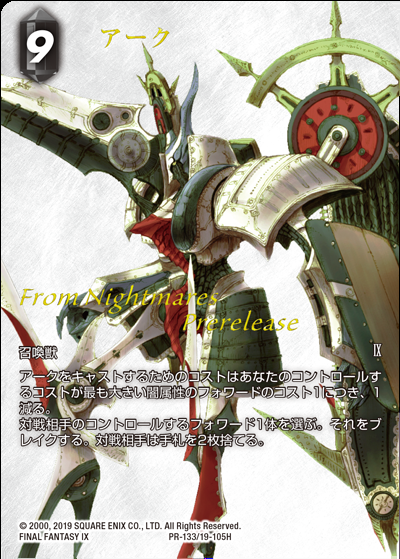 9
アーク
From Nightmares
Prerelease
召喚獣 IX
アークをキャストするためのコストはあなたのコントロールす
るコストが最も大きい闇属性のフォワードのコスト1につき、1
減る。
対戦相手のコントロールするフォワード1体を選ぶ。それをブ
レイクする。対戦相手は手札を2枚捨てる。
© 2000, 2019 SQUARE ENIX CO., LTD. All Rights Reserved.
FINAL FANTASY IX PR-133/19-105H